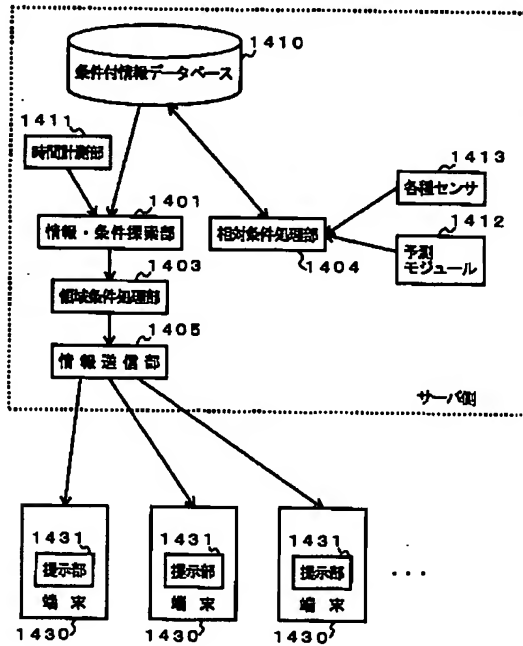 1410
条件付情報データベース
1411
時間計測部
1413
各種センサ
1401
情報・条件探索部
相対条件処理部
1404
1412
予測
モジュール
1403
領域条件処理部
1405
情報送信部
サーバ側
1431
提示部
端末
1430
1431
提示部
端末
1430
1431
提示部
端末
1430
・・・